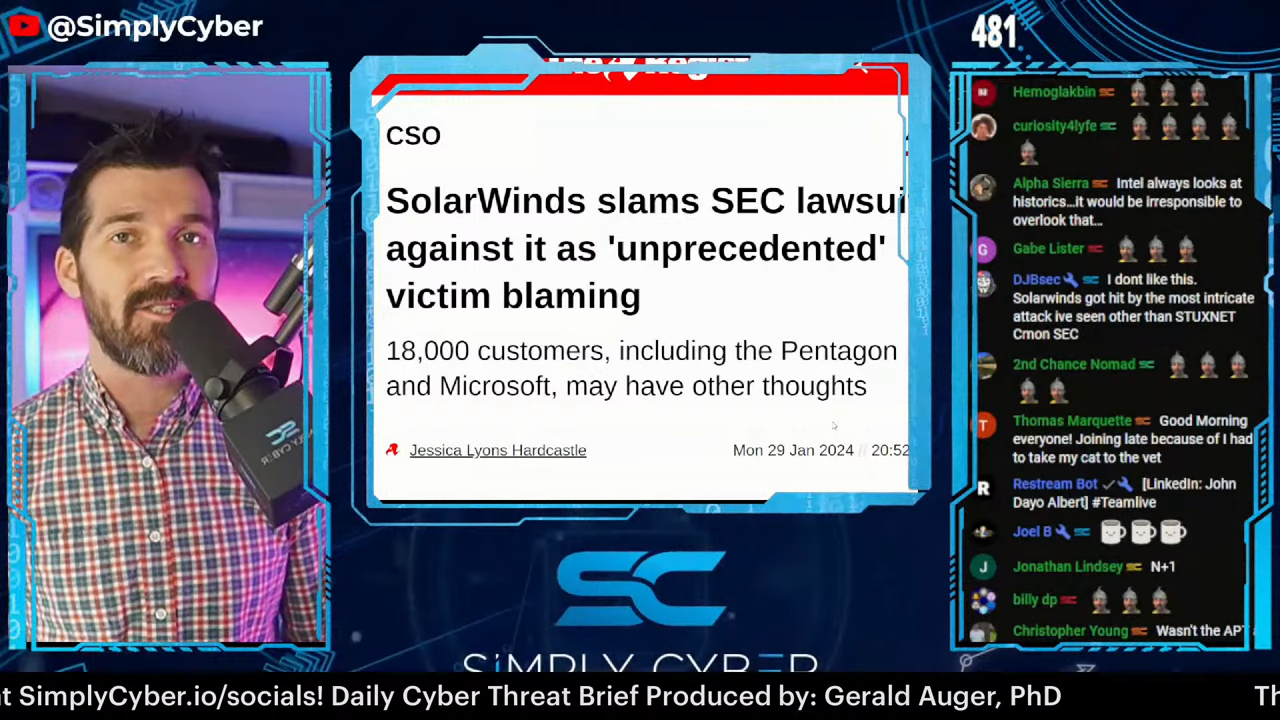 @SimplyCyber
481
CSO
SolarWinds slams SEC lawsui
against it as 'unprecedented'
victim blaming
18,000 customers, including the Pentagon
and Microsoft, may have other thoughts
Jessica Lyons Hardcastle
Mon 29 Jan 2024 // 20:52
Hemoglakbin
curiosity4lyfe
Alpha Sierra Intel always looks at
historics...it would be irresponsible to
overlook that...
Gabe Lister
DJBsec I dont like this.
Solarwinds got hit by the most intricate
attack ive seen other than STUXNET
Cmon SEC
2nd Chance Nomad
Thomas Marquette Good Morning
everyone! Joining late because of I had
to take my cat to the vet
Restream Bot [LinkedIn: John
Dayo Albert] #Teamlive
Joel B
Jonathan Lindsey N+1
billy dp
Christopher Young Wasn't the APT
SC
SIMPLY CYBER
at SimplyCyber.io/socials! Daily Cyber Threat Brief Produced by: Gerald Auger, PhD
Th